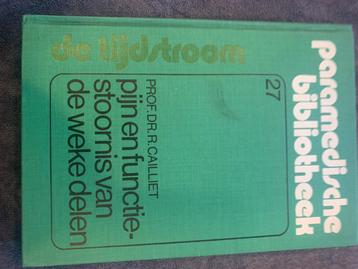 paramedische
bibliotheek
27
PROF.DR.R.CAILLIET
pijn en functie-
stoornis van
de weke delen
de tijdstroom